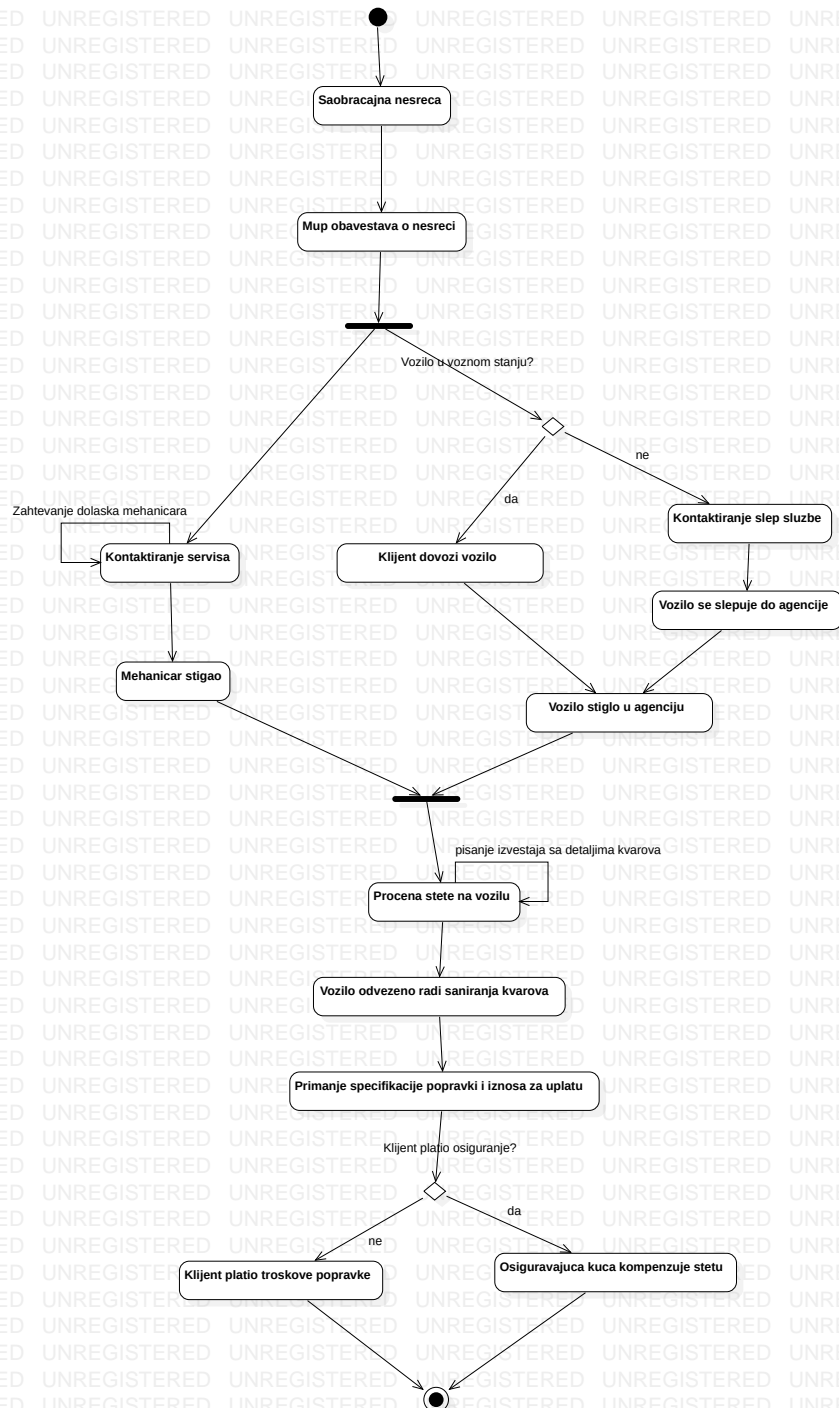 Saobracajna nesreca
Mup obavestava o nesreci
Vozilo u voznom stanju?
ne
da
Zahtevanje dolaska mehanicara
Kontaktiranje slep sluzbe
Kontaktiranje servisa
Klijent dovozi vozilo
Vozilo se slepuje do agencije
Mehanicar stigao
Vozilo stiglo u agenciju
pisanje izvestaja sa detaljima kvarova
Procena stete na vozilu
Vozilo odvezeno radi saniranja kvarova
Primanje specifikacije popravki i iznosa za uplatu
Klijent platio osiguranje?
da
ne
Osiguravajuca kuca kompenzuje stetu
Klijent platio troskove popravke
UNREGISTERED